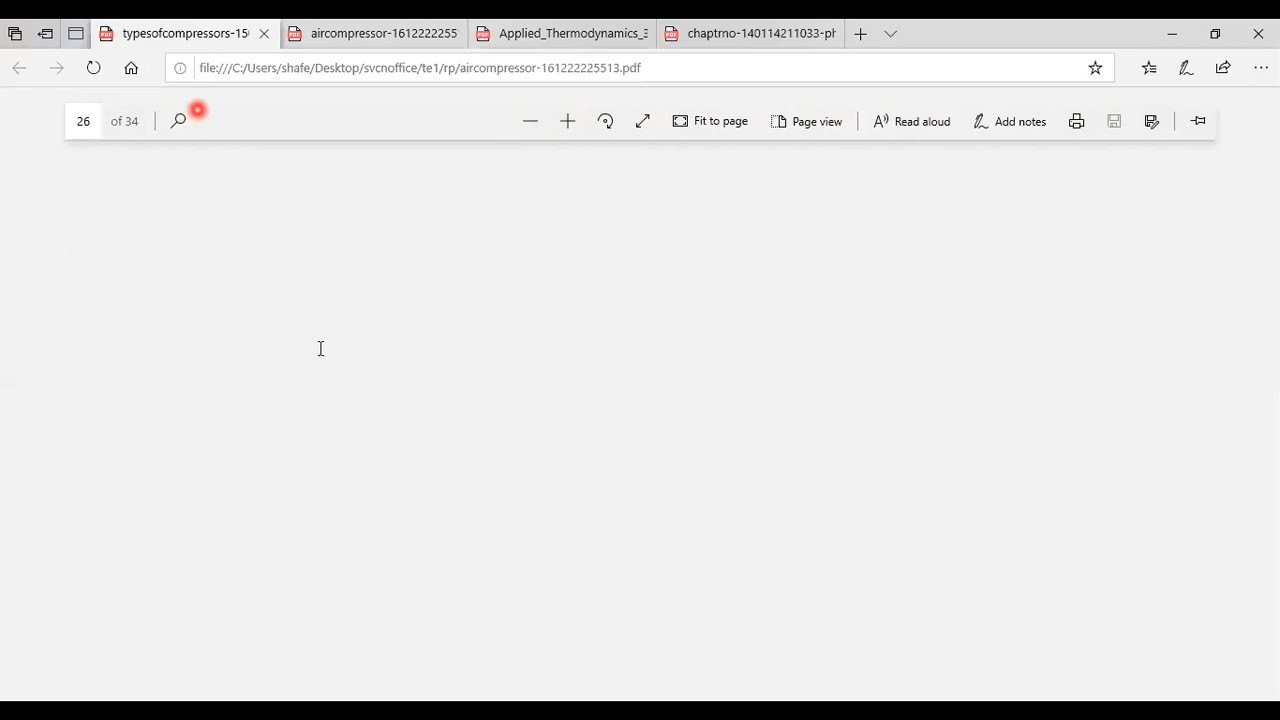 typesofcompressors-15
aircompressor-1612222255
Applied_Thermodynamics_3
chaptrno-140114211033-ph
file:///C:/Users/shafe/Desktop/svcnoffice/te1/rp/aircompressor-161222225513.pdf
26 of 34
Fit to page
Page view
Read aloud
Add notes